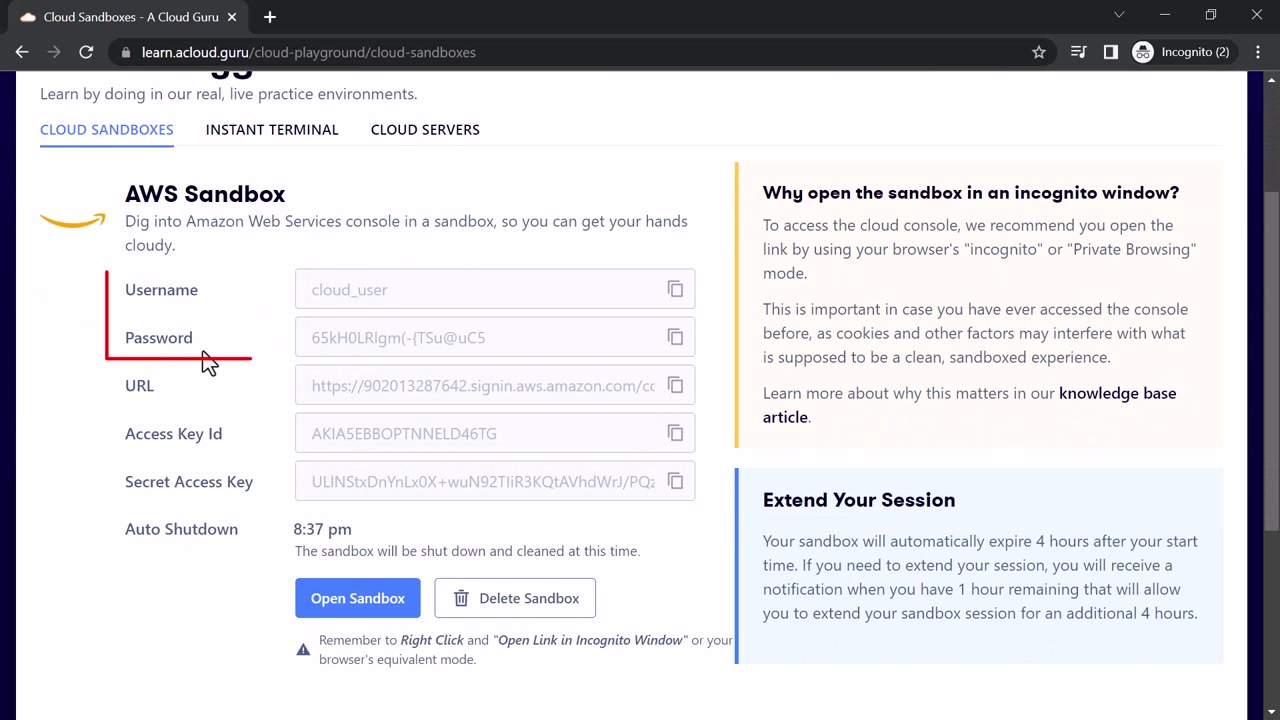 Cloud Sandboxes - A Cloud Guru
learn.acloud.guru/cloud-playground/cloud-sandboxes
Incognito (2)
Learn by doing in our real, live practice environments.
CLOUD SANDBOXES INSTANT TERMINAL CLOUD SERVERS
AWS Sandbox
Dig into Amazon Web Services console in a sandbox, so you can get your hands
cloudy.
Username cloud_user
Password 65kH0LRlgm(-{TSu@uC5
URL https://902013287642.signin.aws.amazon.com/cc
Access Key Id AKIA5EBBOPTNNELD46TG
Secret Access Key ULlNStxDnYnLx0X+wuN92TIiR3KQtAVhdWrJ/PQz
Auto Shutdown 8:37 pm
The sandbox will be shut down and cleaned at this time.
Open Sandbox Delete Sandbox
Remember to Right Click and "Open Link in Incognito Window" or your
browser's equivalent mode.
Why open the sandbox in an incognito window?
To access the cloud console, we recommend you open the
link by using your browser's "incognito" or "Private Browsing"
mode.
This is important in case you have ever accessed the console
before, as cookies and other factors may interfere with what
is supposed to be a clean, sandboxed experience.
Learn more about why this matters in our knowledge base
article.
Extend Your Session
Your sandbox will automatically expire 4 hours after your start
time. If you need to extend your session, you will receive a
notification when you have 1 hour remaining that will allow
you to extend your sandbox session for an additional 4 hours.